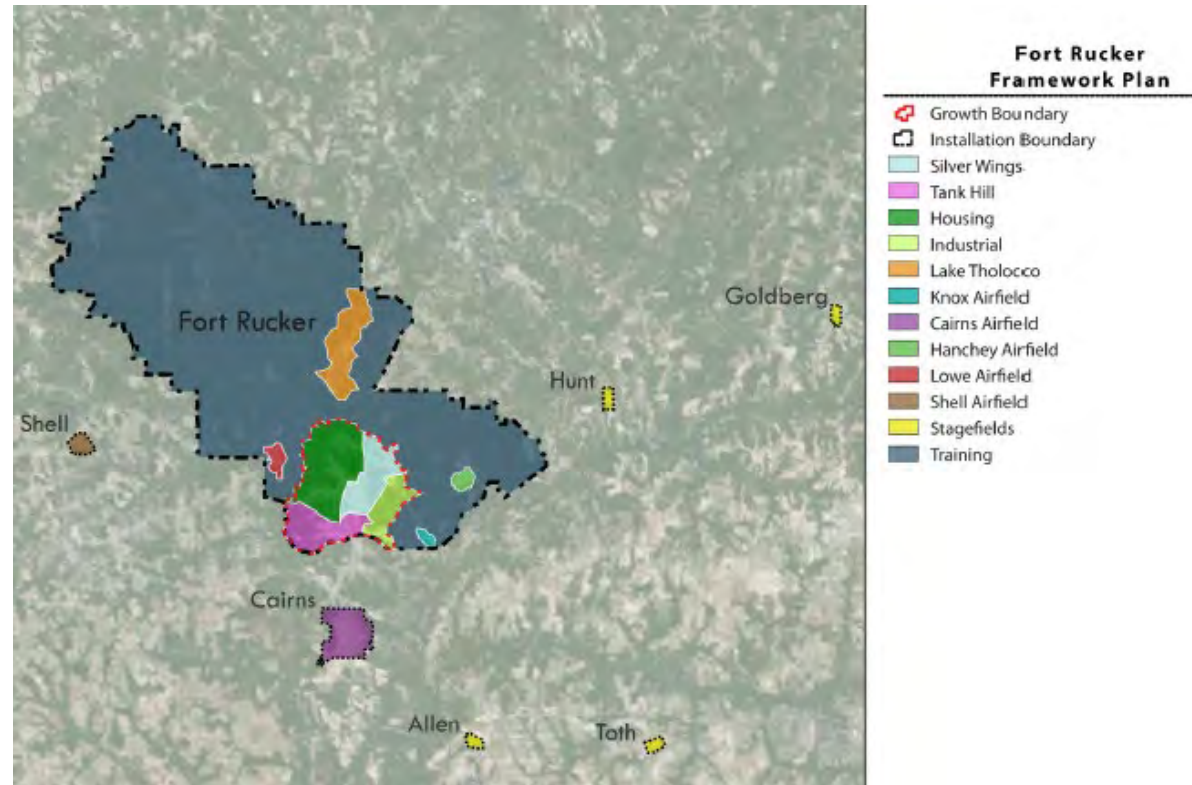 Fort Rucker
Framework Plan
Growth Boundary
Installation Boundary
Silver Wings
Tank Hill
Housing
Industrial
Lake Tholocco
Knox Airfield
Cairns Airfield
Hanchey Airfield
Lowe Airfield
Shell Airfield
Stagefields
Training
Goldberg
Fort Rucker
Hunt
Shell
Cairns
Allen
Toth